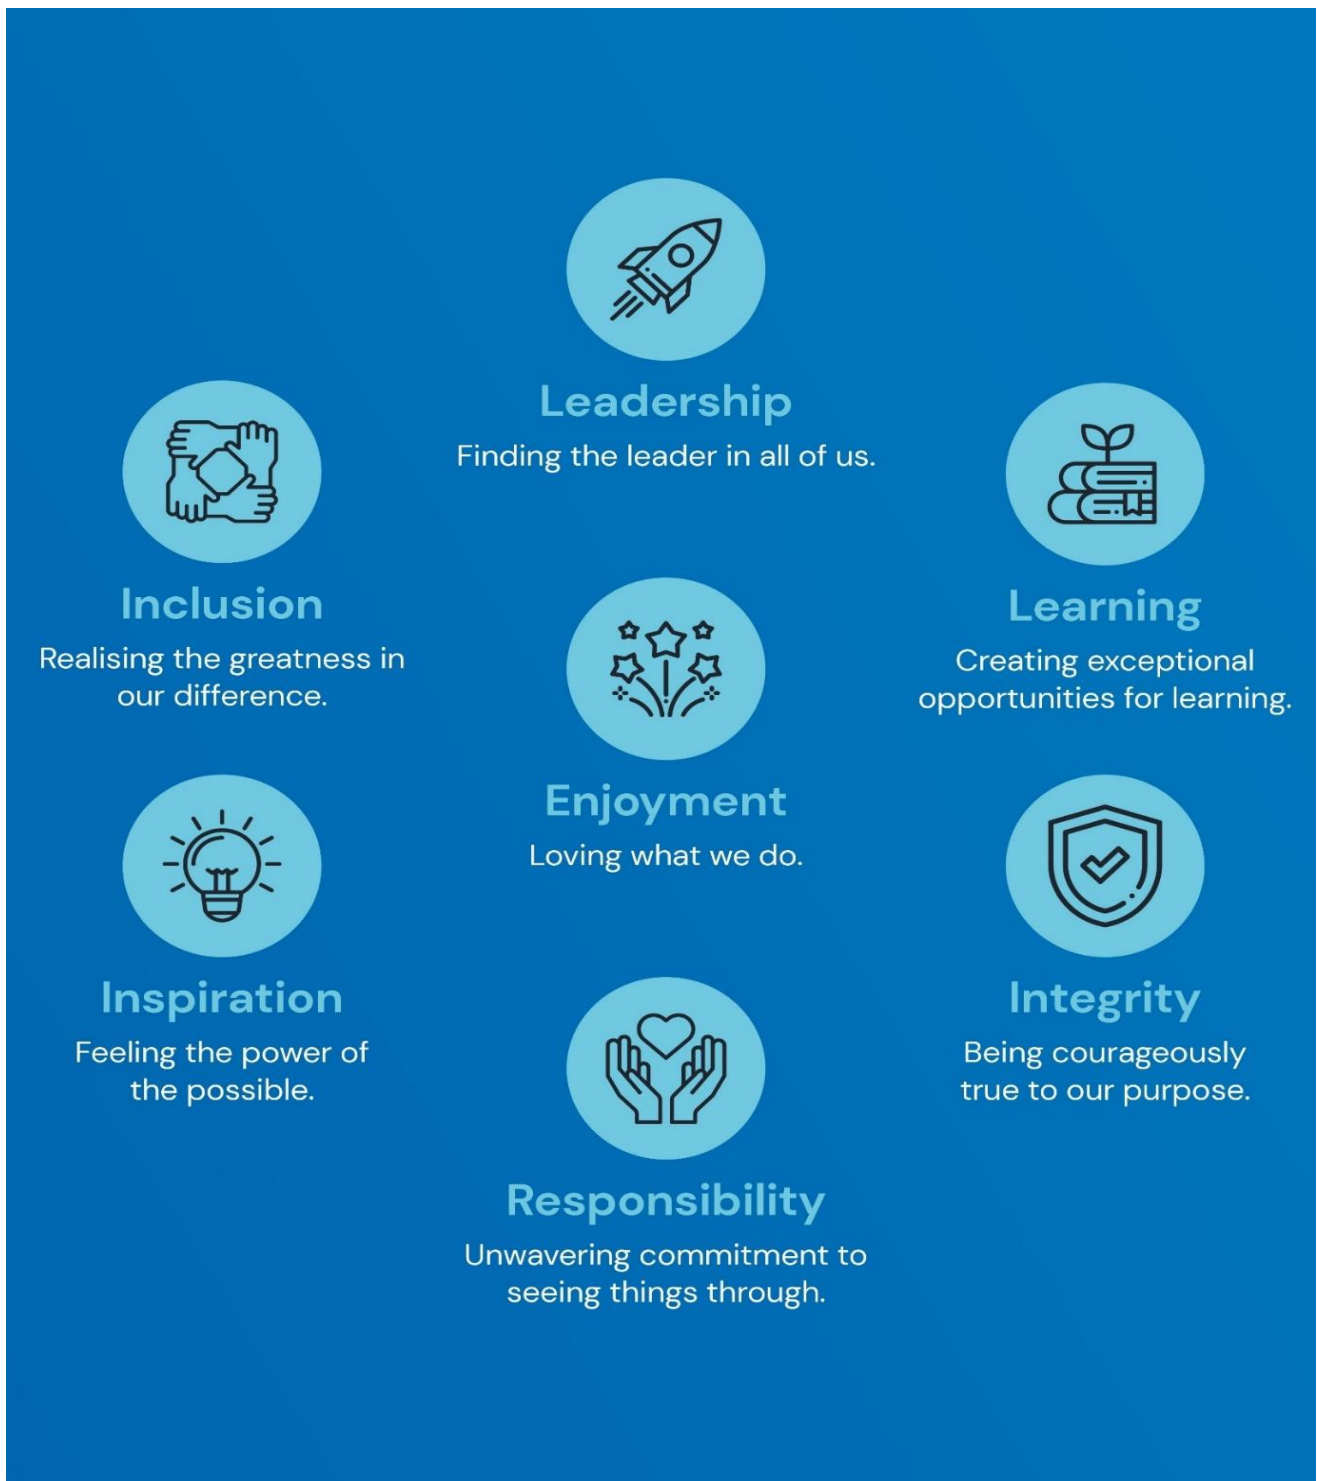 Leadership
Finding the leader in all of us.
Inclusion
Realising the greatness in
our difference.
Learning
Creating exceptional
opportunities for learning.
Enjoyment
Loving what we do.
Inspiration
Feeling the power of
the possible.
Integrity
Being courageously
true to our purpose.
Responsibility
Unwavering commitment to
seeing things through.